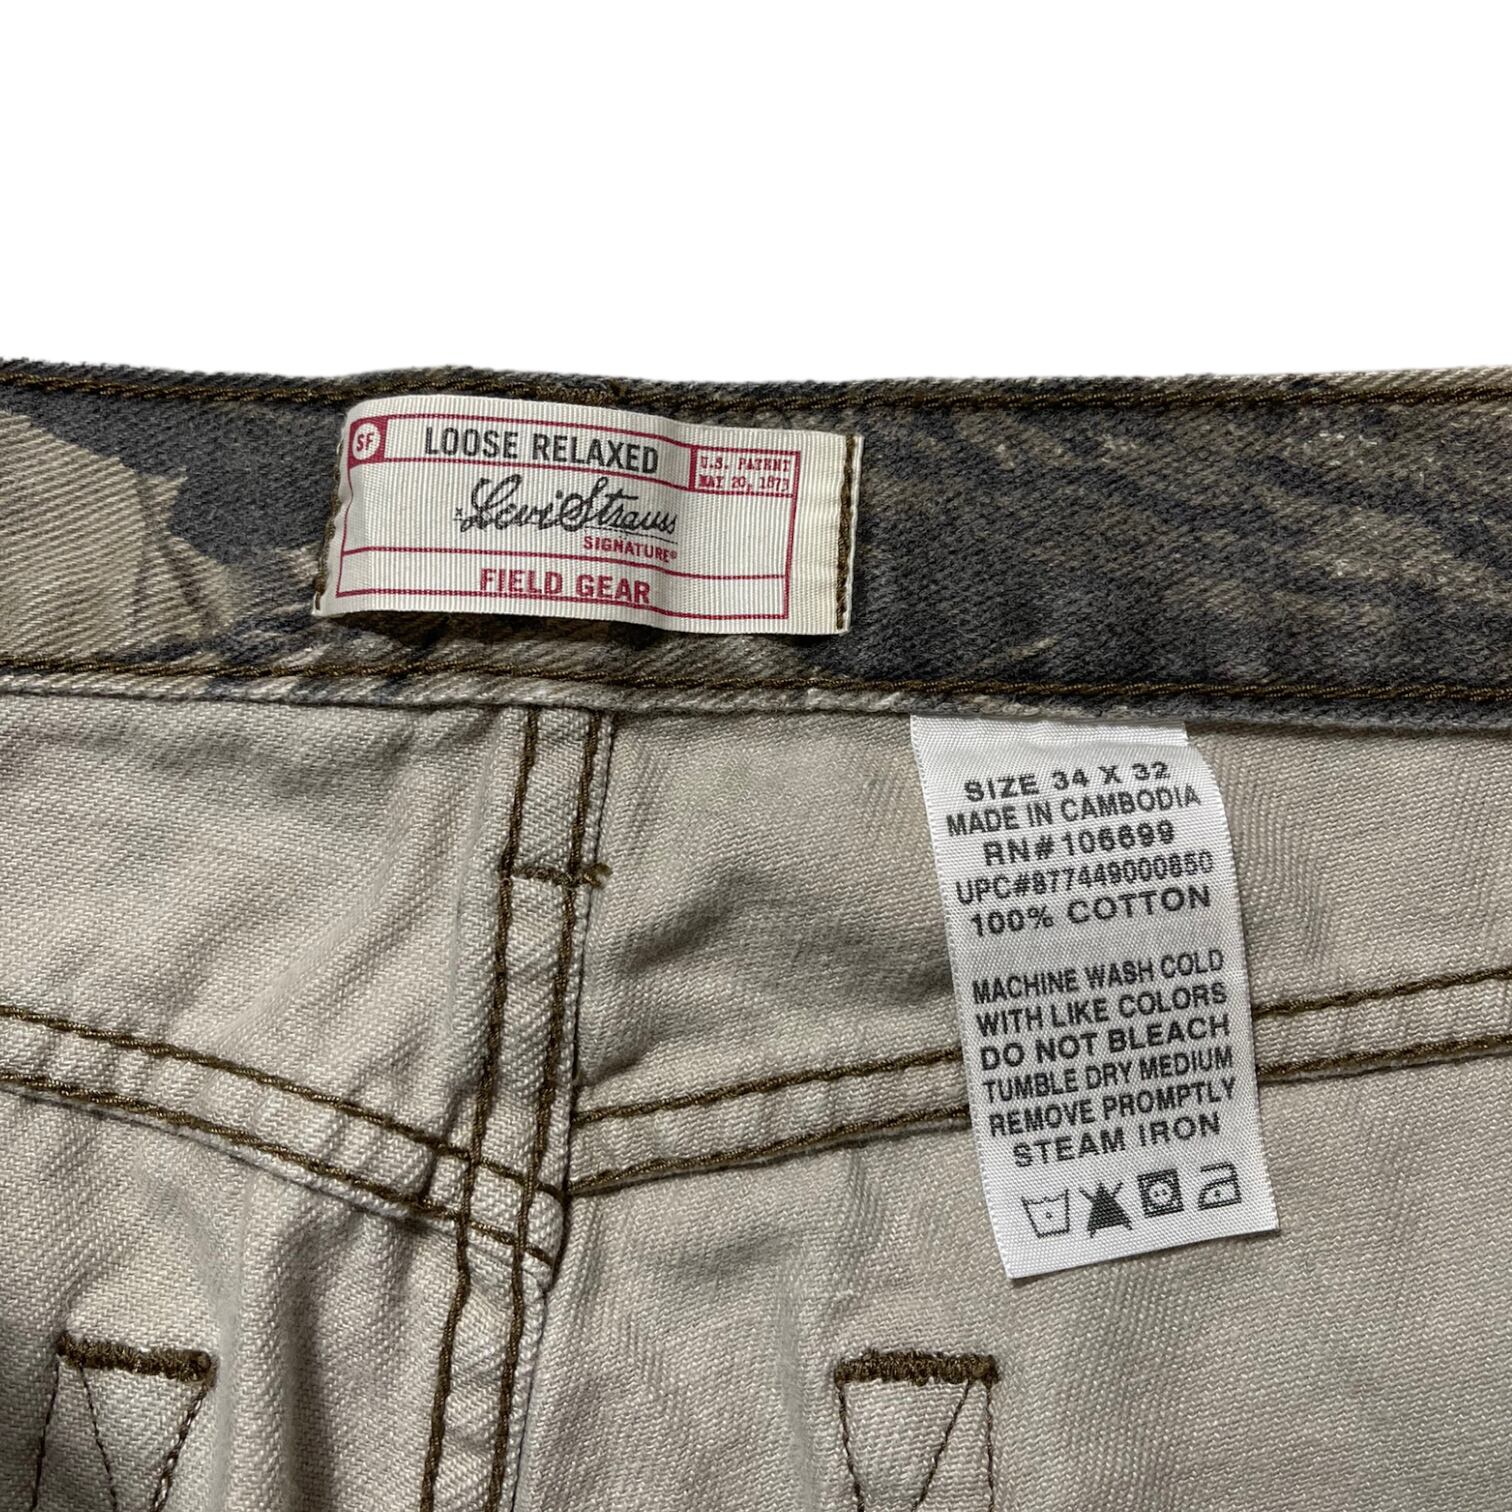 SF
LOOSE RELAXED
U.S. PATENT
MAY 20, 1873
Levi Strauss
SIGNATURE®
FIELD GEAR
SIZE 34 X 32
MADE IN CAMBODIA
RN#106699
UPC#877449000850
100% COTTON
MACHINE WASH COLD
WITH LIKE COLORS
DO NOT BLEACH
TUMBLE DRY MEDIUM
REMOVE PROMPTLY
STEAM IRON